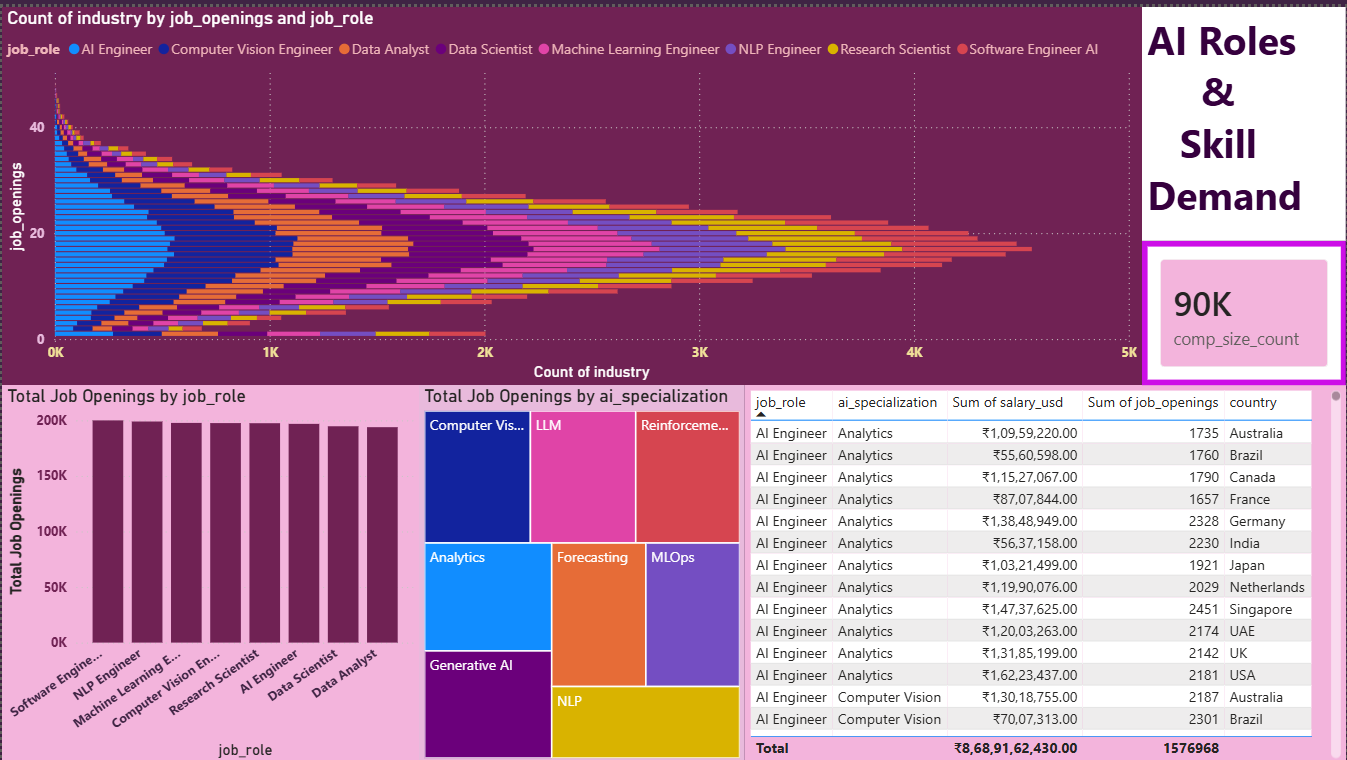 Count of industry by job_openings and job_role
job_role AI Engineer Computer Vision Engineer Data Analyst Data Scientist Machine Learning Engineer NLP Engineer Research Scientist Software Engineer AI
job_openings
40
20
0
0K 1K 2K 3K 4K 5K
Count of industry
AI Roles
&
Skill
Demand
90K
comp_size_count
Total Job Openings by job_role
Total Job Openings
200K
150K
100K
50K
0K
Software Engine...
NLP Engineer
Machine Learning E...
Computer Vision En...
Research Scientist
AI Engineer
Data Scientist
Data Analyst
job_role
Total Job Openings by ai_specialization
Computer Vis... LLM Reinforceme...
Analytics Forecasting MLOps
Generative AI
NLP
job_role ai_specialization Sum of salary_usd Sum of job_openings country
AI Engineer Analytics ₹1,09,59,220.00 1735 Australia
AI Engineer Analytics ₹55,60,598.00 1760 Brazil
AI Engineer Analytics ₹1,15,27,067.00 1790 Canada
AI Engineer Analytics ₹87,07,844.00 1657 France
AI Engineer Analytics ₹1,38,48,949.00 2328 Germany
AI Engineer Analytics ₹56,37,158.00 2230 India
AI Engineer Analytics ₹1,03,21,499.00 1921 Japan
AI Engineer Analytics ₹1,19,90,076.00 2029 Netherlands
AI Engineer Analytics ₹1,47,37,625.00 2451 Singapore
AI Engineer Analytics ₹1,20,03,263.00 2174 UAE
AI Engineer Analytics ₹1,31,85,199.00 2142 UK
AI Engineer Analytics ₹1,62,23,437.00 2181 USA
AI Engineer Computer Vision ₹1,30,18,755.00 2187 Australia
AI Engineer Computer Vision ₹70,07,313.00 2301 Brazil
Total ₹8,68,91,62,430.00 1576968